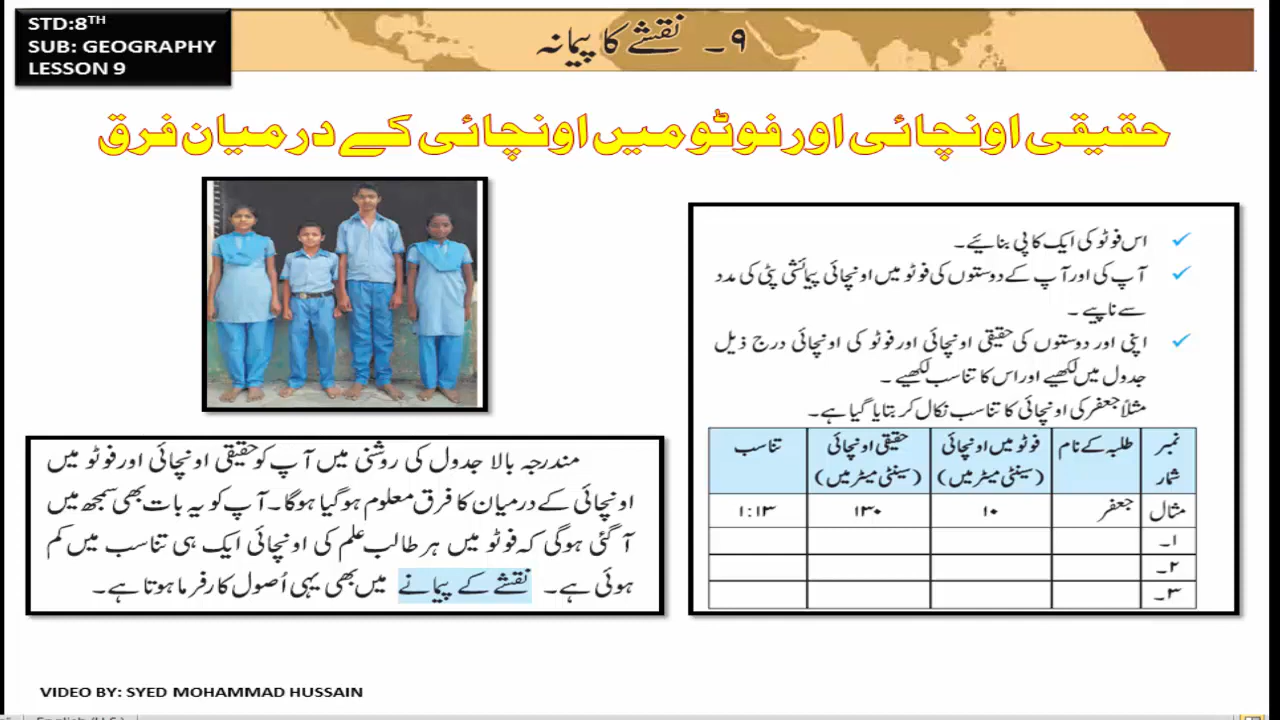 STD:8TH
SUB: GEOGRAPHY
LESSON 9
۹۔ نقشے کا پیمانہ
حقیقی اونچائی اور فوٹو میں اونچائی کے درمیان فرق
اس فوٹو کی ایک کاپی بنائیے۔
آپ کی اور آپ کے دوستوں کی فوٹو میں اونچائی پیمائشی پٹی کی مدد
سے ناپیے۔
اپنی اور دوستوں کی حقیقی اونچائی اور فوٹو کی اونچائی درج ذیل
جدول میں لکھیے اور اس کا تناسب لکھیے۔
مثلاً جعفر کی اونچائی کا تناسب نکال کر بتایا گیا ہے۔
نمبر شمار طلبہ کے نام فوٹو میں اونچائی (سینٹی میٹر میں) حقیقی اونچائی (سینٹی میٹر میں) تناسب
مثال جعفر ۱۰ ۱۳۰ ۱:۱۳
۱۔
۲۔
۳۔
مندرجہ بالا جدول کی روشنی میں آپ کو حقیقی اونچائی اور فوٹو میں
اونچائی کے درمیان کا فرق معلوم ہوگیا ہوگا۔ آپ کو یہ بات بھی سمجھ میں
آگئی ہوگی کہ فوٹو میں ہر طالب علم کی اونچائی ایک ہی تناسب میں کم
ہوئی ہے۔ نقشے کے پیمانے میں بھی یہی اُصول کارفرما ہوتا ہے۔
VIDEO BY: SYED MOHAMMAD HUSSAIN